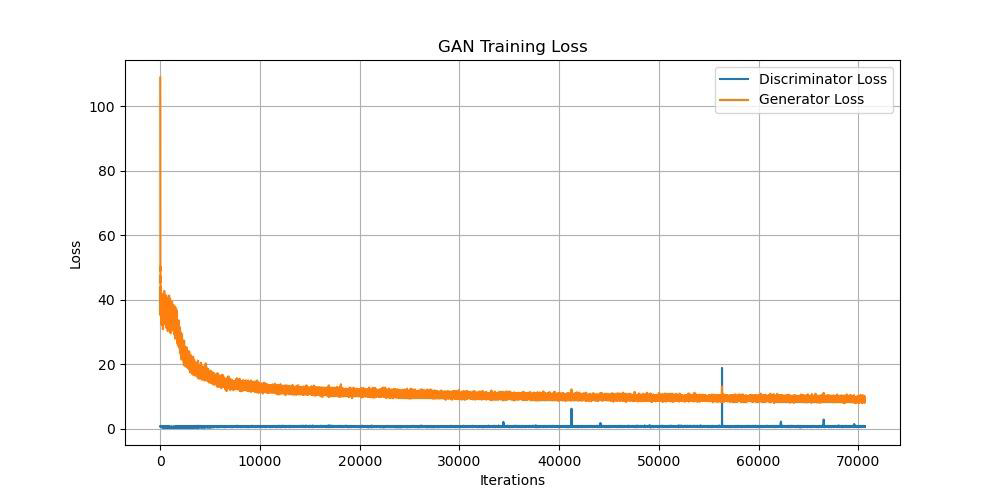 GAN Training Loss
Discriminator Loss
Generator Loss
100
80
60
40
20
0
Loss
0 10000 20000 30000 40000 50000 60000 70000
Iterations